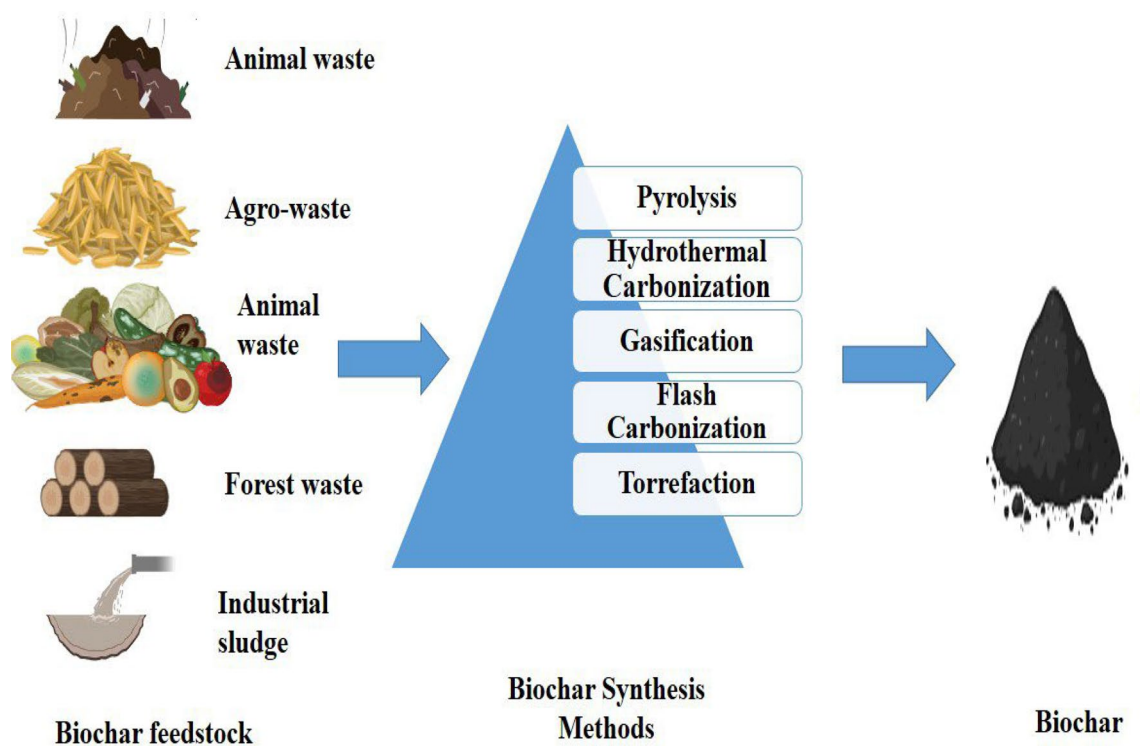 Animal waste
Agro-waste
Animal
waste
Forest waste
Industrial
sludge
Biochar feedstock
Pyrolysis
Hydrothermal
Carbonization
Gasification
Flash
Carbonization
Torrefaction
Biochar Synthesis
Methods
Biochar